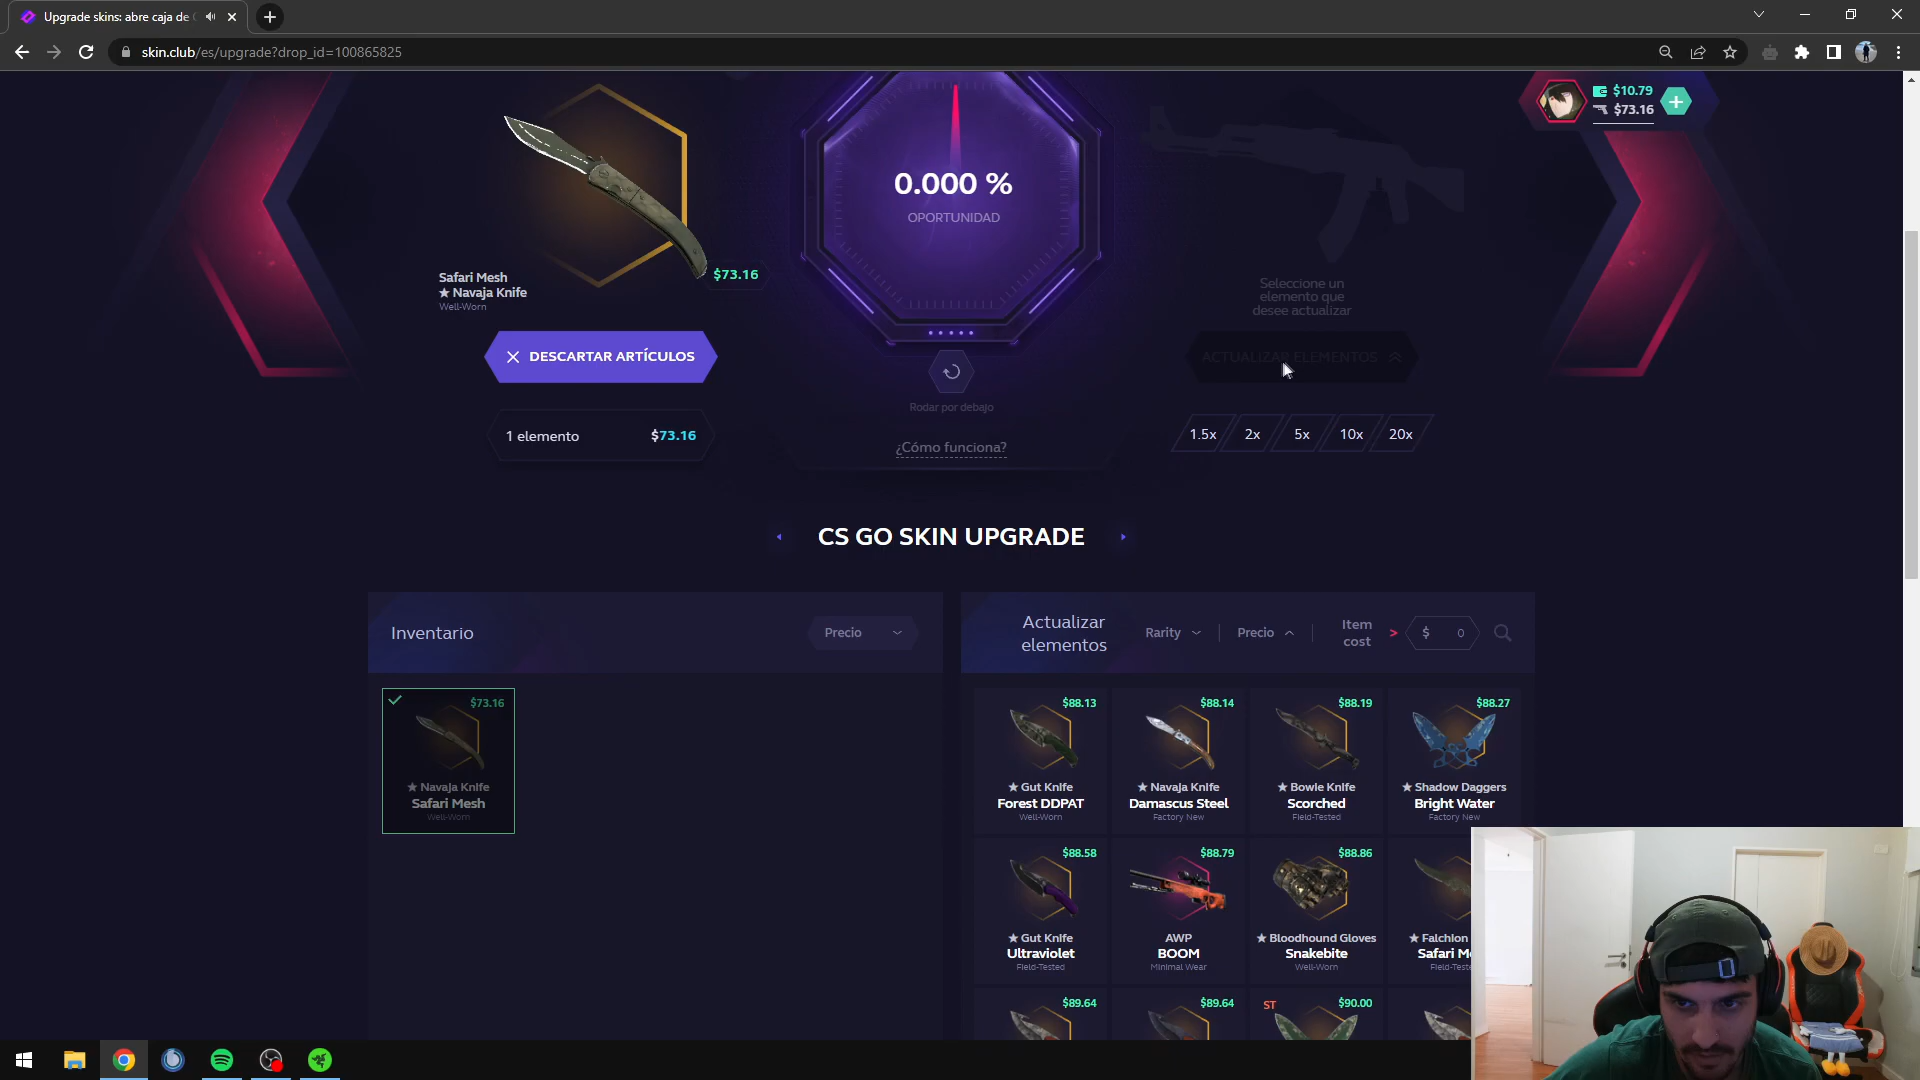 Upgrade skins: abre caja de
skin.club/es/upgrade?drop_id=100865825
$10.79
$73.16
0.000 %
OPORTUNIDAD
Safari Mesh
★ Navaja Knife
Well-Worn
$73.16
Seleccione un
elemento que
desee actualizar
DESCARTAR ARTÍCULOS
ACTUALIZAR ELEMENTOS
Rodar por debajo
1 elemento $73.16
1.5x 2x 5x 10x 20x
¿Cómo funciona?
CS GO SKIN UPGRADE
Inventario
Precio
Actualizar
elementos
Rarity
Precio
Item
cost
>
$ 0
$73.16
★ Navaja Knife
Safari Mesh
Well-Worn
$88.13
★ Gut Knife
Forest DDPAT
Well-Worn
$88.14
★ Navaja Knife
Damascus Steel
Factory New
$88.19
★ Bowie Knife
Scorched
Field-Tested
$88.27
★ Shadow Daggers
Bright Water
Factory New
$88.58
★ Gut Knife
Ultraviolet
Field-Tested
$88.79
AWP
BOOM
Minimal Wear
$88.86
★ Bloodhound Gloves
Snakebite
Well-Worn
★ Falchion
Safari
$89.64
$89.64
ST $90.00